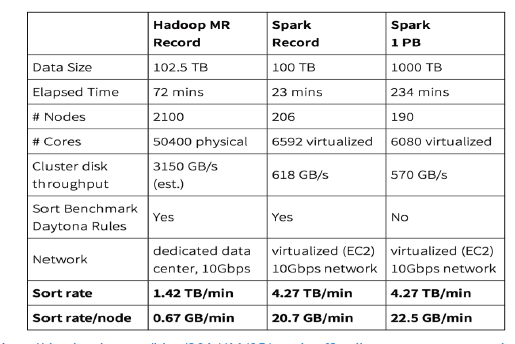 Hadoop MR Record Spark Record Spark 1 PB
Data Size 102.5 TB 100 TB 1000 TB
Elapsed Time 72 mins 23 mins 234 mins
# Nodes 2100 206 190
# Cores 50400 physical 6592 virtualized 6080 virtualized
Cluster disk throughput 3150 GB/s (est.) 618 GB/s 570 GB/s
Sort Benchmark Daytona Rules Yes Yes No
Network dedicated data center, 10Gbps virtualized (EC2) 10Gbps network virtualized (EC2) 10Gbps network
Sort rate 1.42 TB/min 4.27 TB/min 4.27 TB/min
Sort rate/node 0.67 GB/min 20.7 GB/min 22.5 GB/min